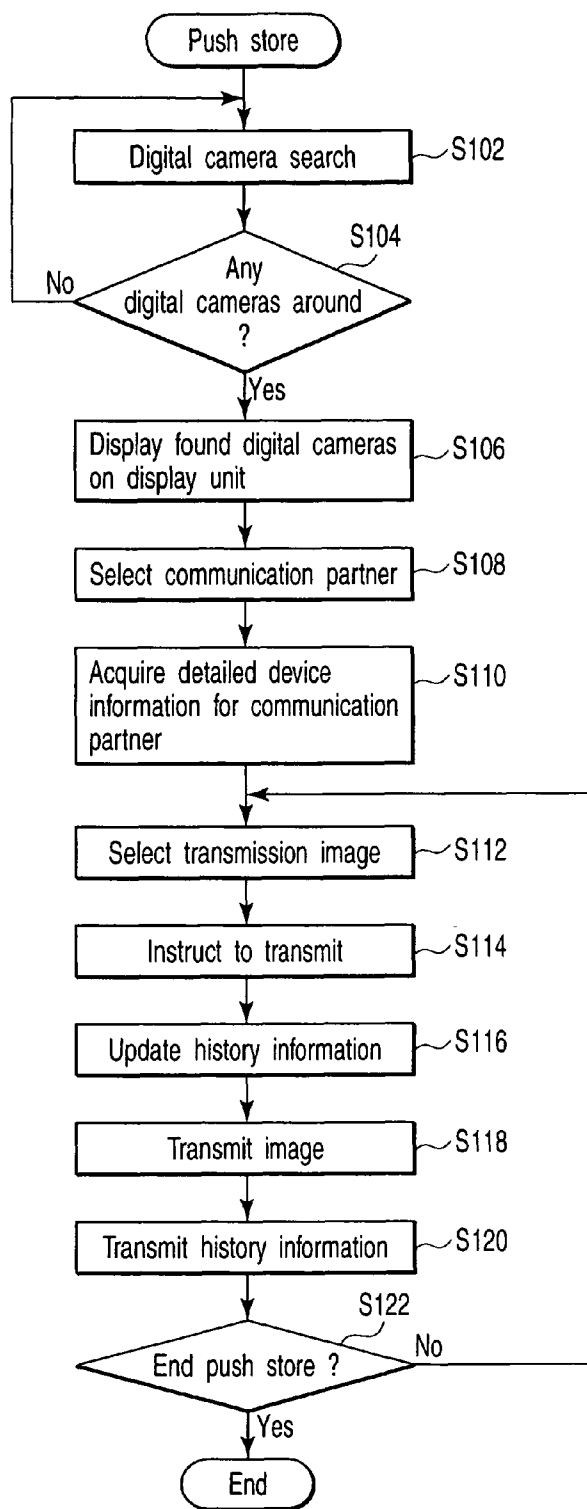 Push store
Digital camera search
S102
S104
Any
digital cameras around
?
No
Yes
Display found digital cameras
on display unit
S106
Select communication partner
S108
Acquire detailed device
information for communication
partner
S110
Select transmission image
S112
Instruct to transmit
S114
Update history information
S116
Transmit image
S118
Transmit history information
S120
S122
End push store ?
No
Yes
End